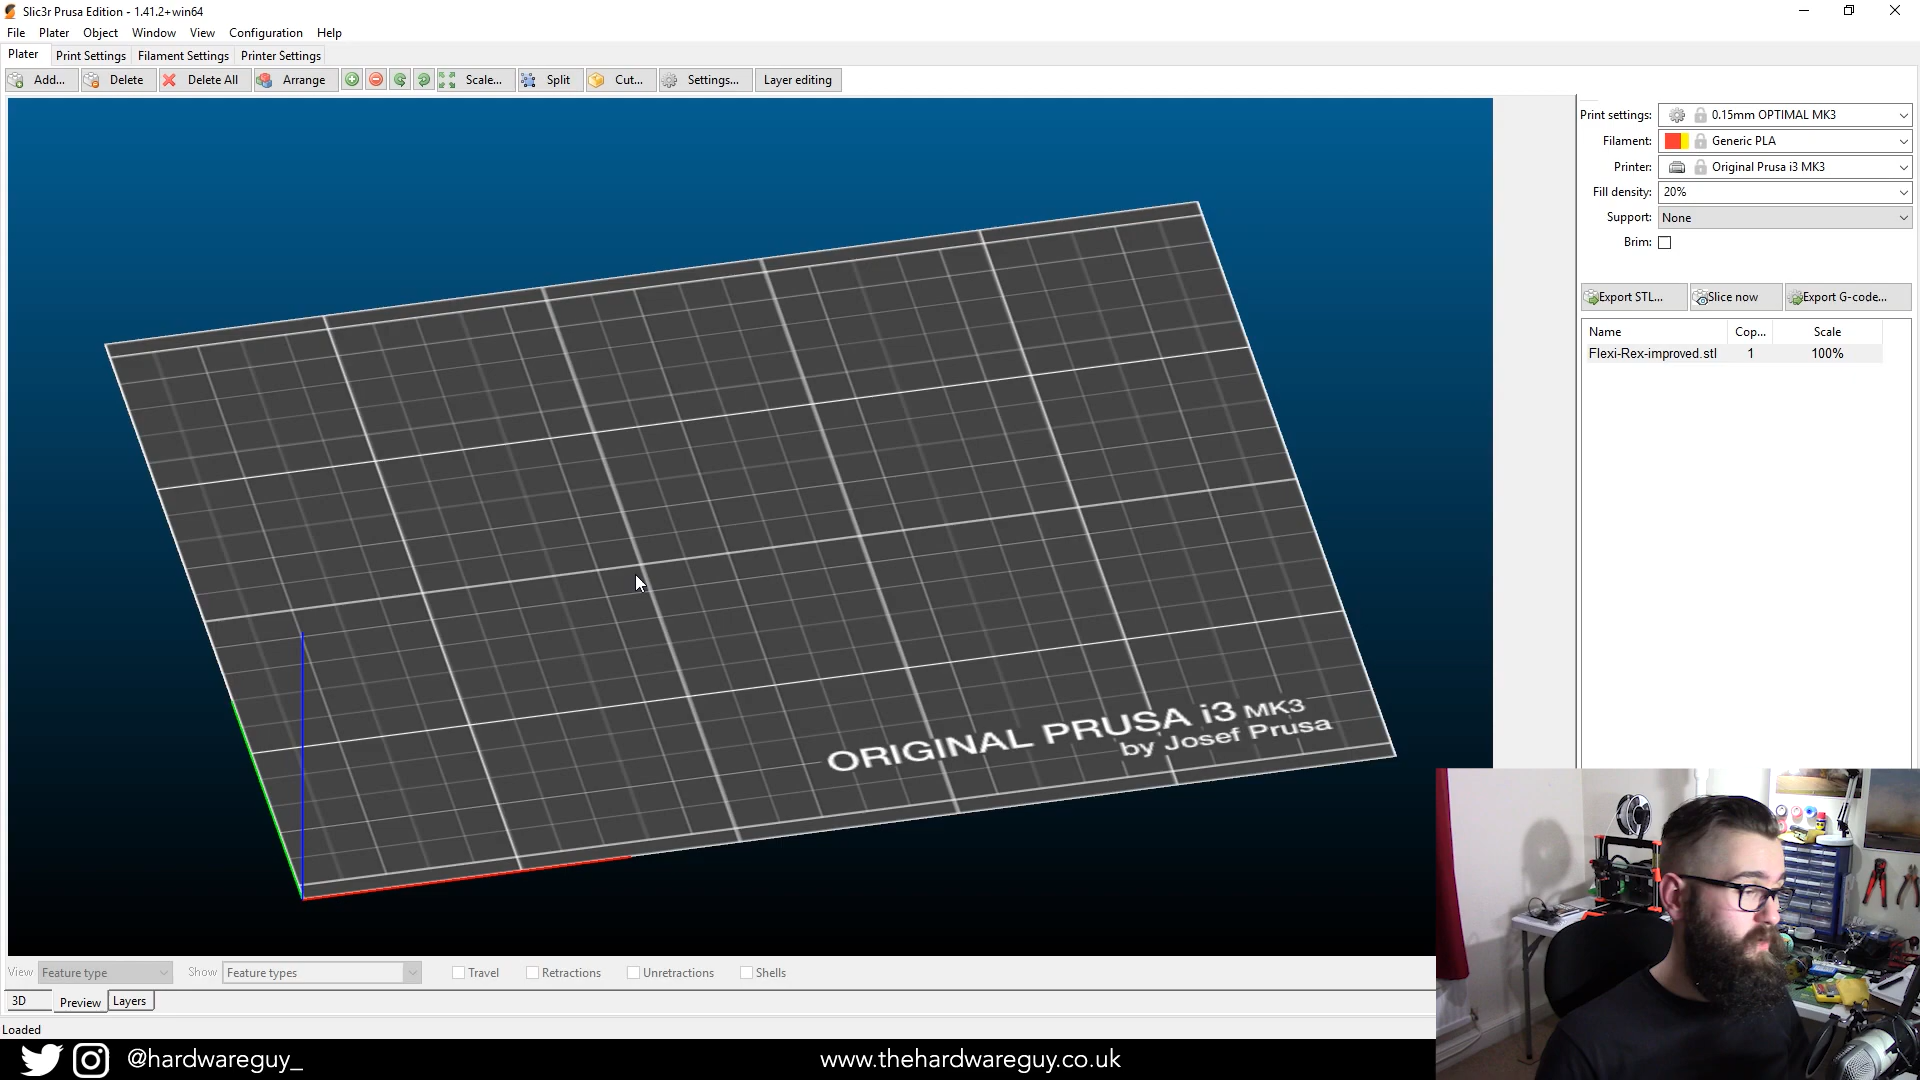 Slic3r Prusa Edition - 1.41.2+win64
File Plater Object Window View Configuration Help
Plater Print Settings Filament Settings Printer Settings
Add... Delete Delete All Arrange Scale... Split Cut... Settings... Layer editing
Print settings: 0.15mm OPTIMAL MK3
Filament: Generic PLA
Printer: Original Prusa i3 MK3
Fill density: 20%
Support: None
Brim:
Export STL... Slice now Export G-code...
Name Cop... Scale
Flexi-Rex-improved.stl 1 100%
ORIGINAL PRUSA i3 MK3
by Josef Prusa
View Feature type Show Feature types Travel Retractions Unretractions Shells
3D Preview Layers
Loaded
@hardwareguy_ www.thehardwareguy.co.uk